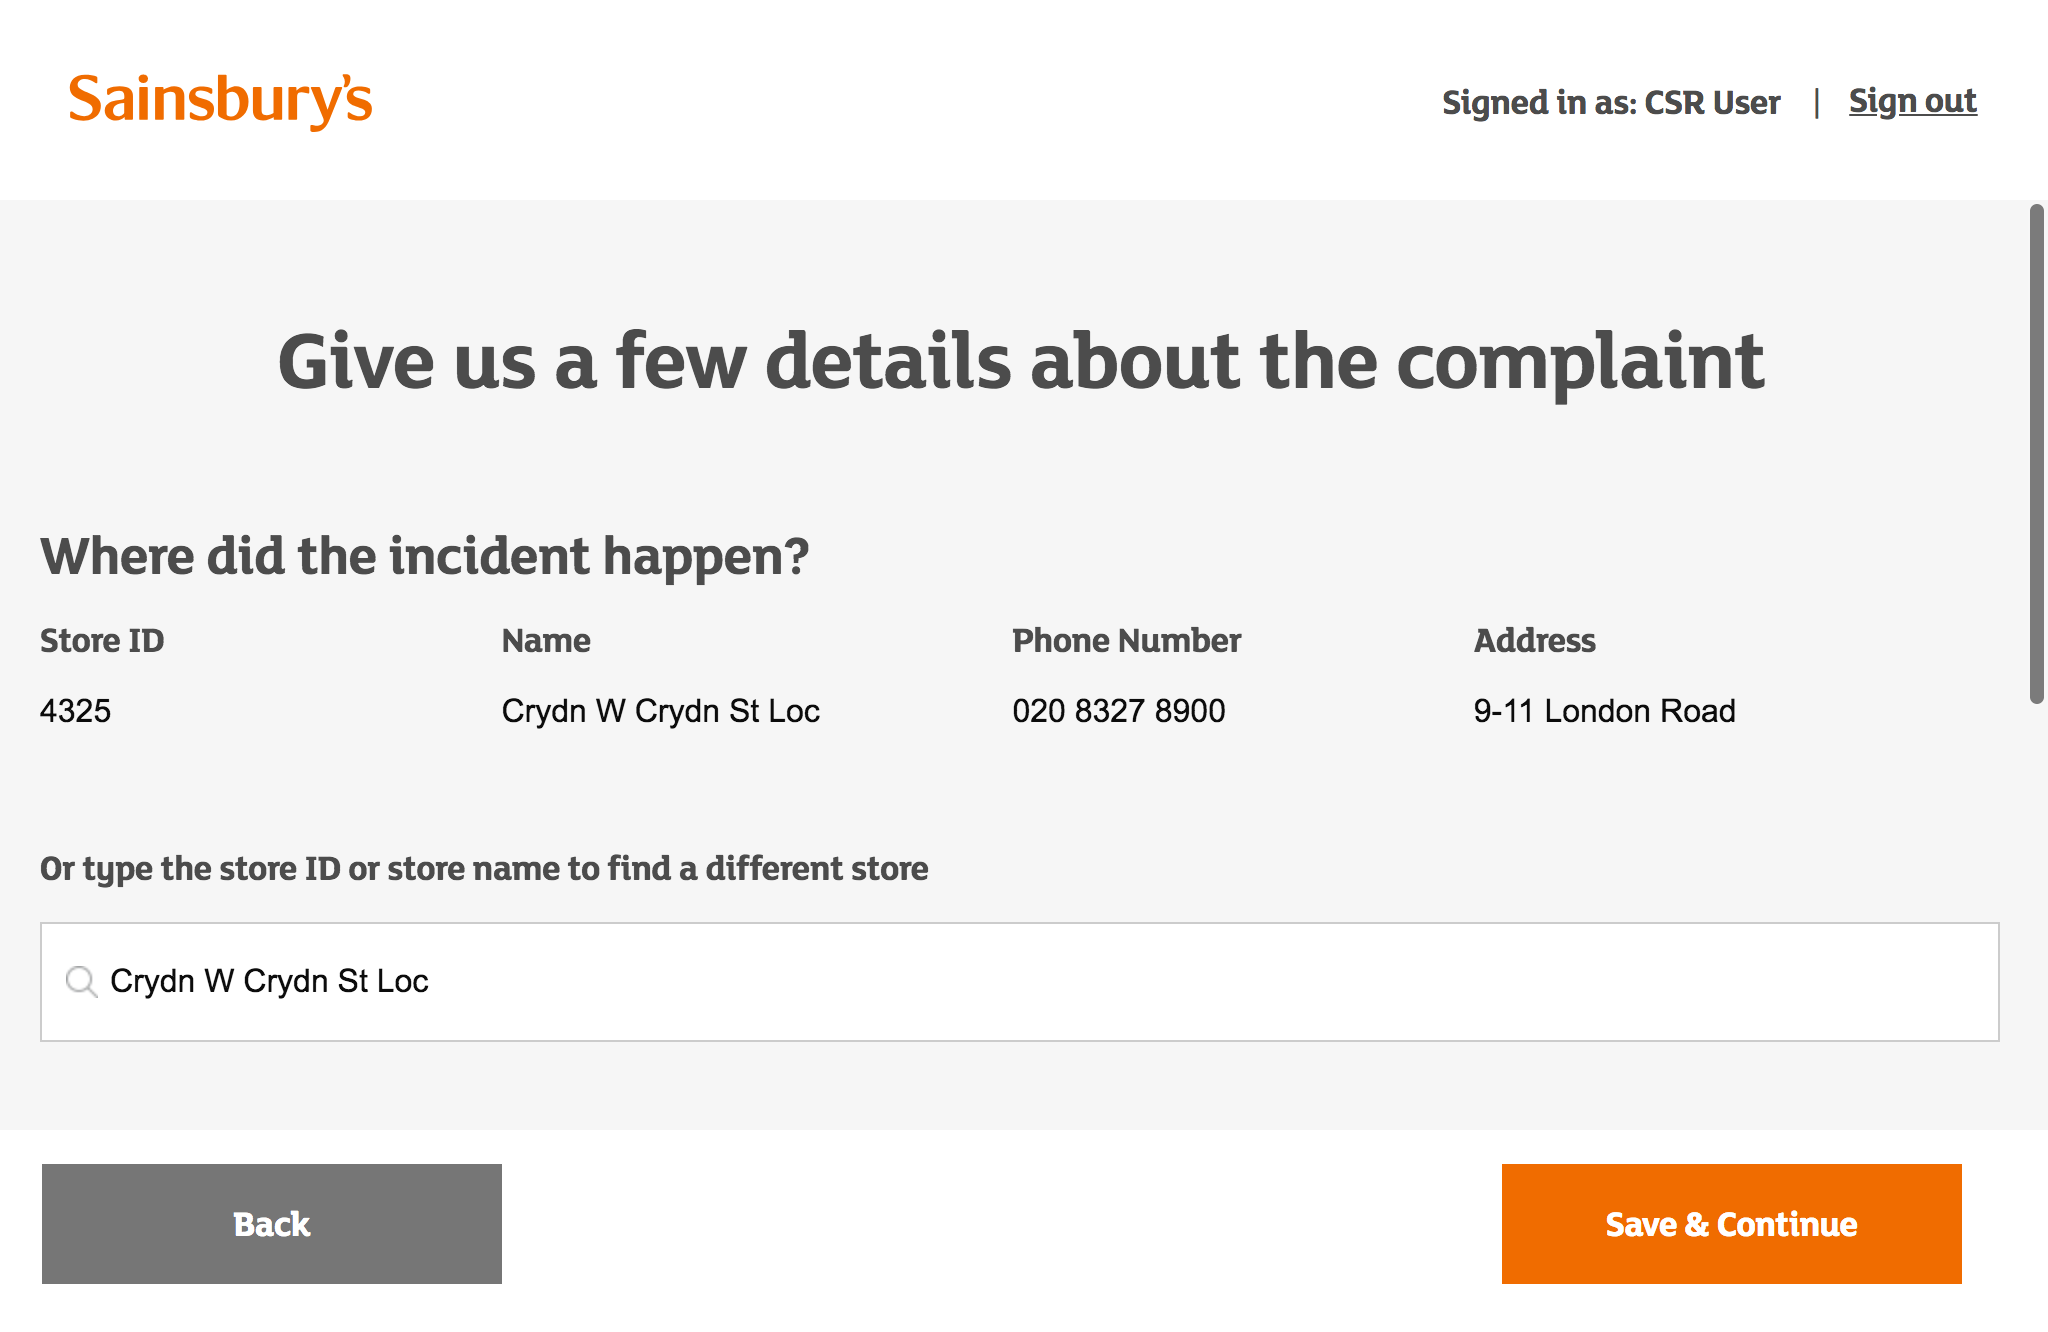 Sainsbury's
Signed in as: CSR User | Sign out
Give us a few details about the complaint
Where did the incident happen?
Store ID Name Phone Number Address
4325 Crydn W Crydn St Loc 020 8327 8900 9-11 London Road
Or type the store ID or store name to find a different store
Crydn W Crydn St Loc
Back Save & Continue